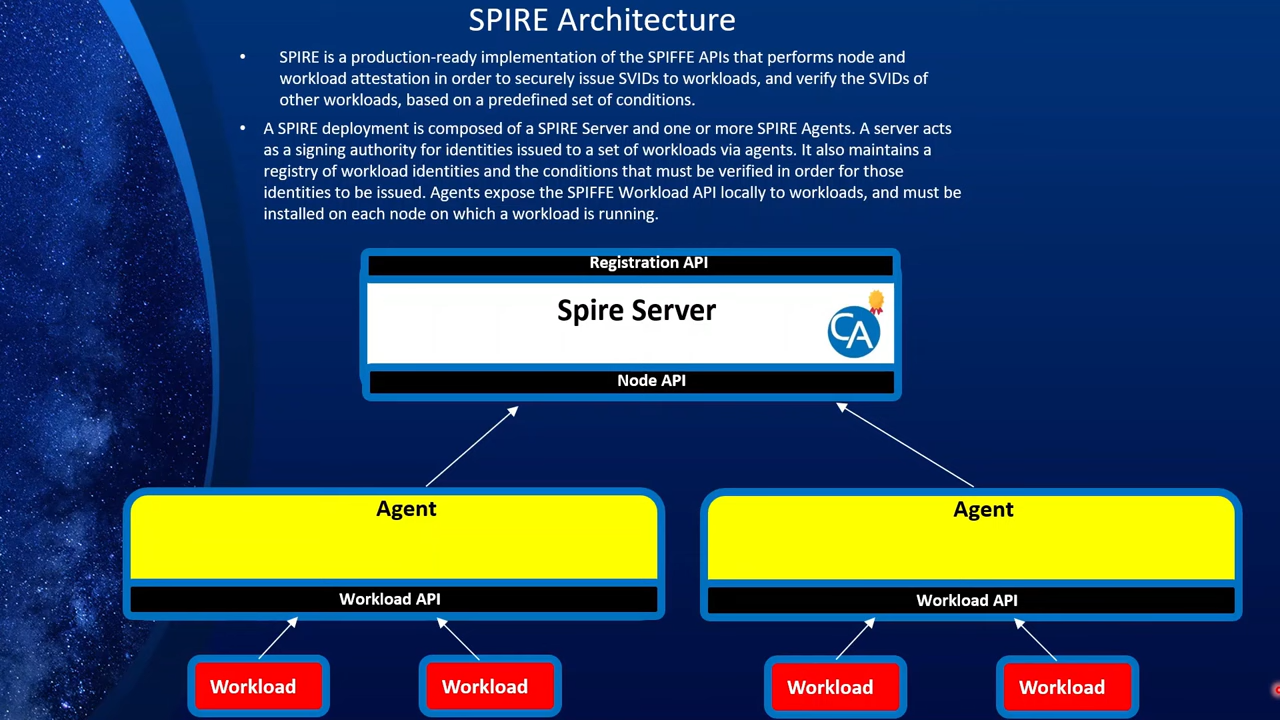 SPIRE Architecture
• SPIRE is a production-ready implementation of the SPIFFE APIs that performs node and
workload attestation in order to securely issue SVIDs to workloads, and verify the SVIDs of
other workloads, based on a predefined set of conditions.
• A SPIRE deployment is composed of a SPIRE Server and one or more SPIRE Agents. A server acts
as a signing authority for identities issued to a set of workloads via agents. It also maintains a
registry of workload identities and the conditions that must be verified in order for those
identities to be issued. Agents expose the SPIFFE Workload API locally to workloads, and must be
installed on each node on which a workload is running.
Registration API
Spire Server
CA
Node API
Agent
Agent
Workload API
Workload API
Workload
Workload
Workload
Workload